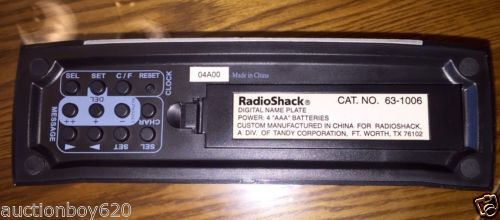 SEL SET C/F RESET
CLOCK
DEL
MESSAGE
++ - CHAR
SET SEL
04A00
Made in China
RadioShack® CAT. NO. 63-1006
DIGITAL NAME PLATE
POWER: 4 "AAA" BATTERIES
CUSTOM MANUFACTURED IN CHINA FOR RADIOSHACK,
A DIV. OF TANDY CORPORATION, FT. WORTH, TX 76102
auctionboy620